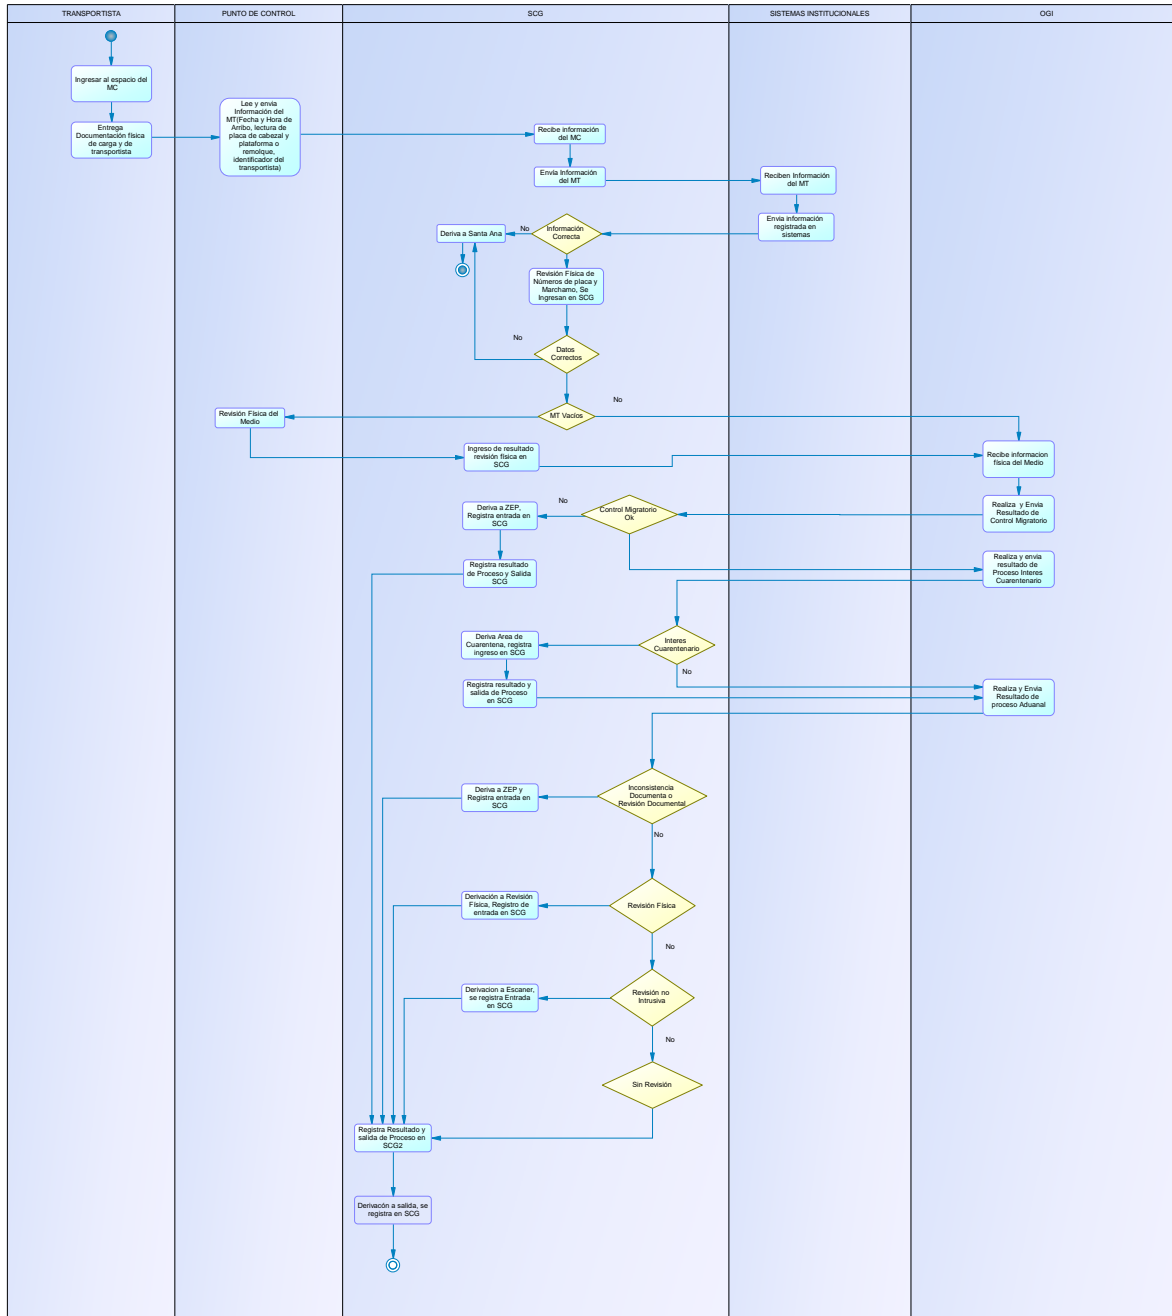 TRANSPORTISTA
PUNTO DE CONTROL
SCG
SISTEMAS INSTITUCIONALES
OGI
Ingresar al espacio del
MC
Entrega
Documentación física
de carga y de
transportista
Lee y envia
Información del
MT(Fecha y Hora de
Arribo, lectura de
placa de cabezal y
plataforma o
remolque,
identificador del
transportista)
Recibe información
del MC
Envía Información
del MT
Reciben Información
del MT
Envia información
registrada en
sistemas
Información
Correcta
No
Deriva a Santa Ana
Revisión Física de
Números de placa y
Marchamo, Se
Ingresan en SCG
No
Datos
Correctos
No
MT Vacíos
Revisión Física del
Medio
Ingreso de resultado
revisión física en
SCG
Recibe informacion
física del Medio
Realiza y Envia
Resultado de
Control Migratorio
Control Migratorio
Ok
No
Deriva a ZEP,
Registra entrada en
SCG
Registra resultado
de Proceso y Salida
SCG
Realiza y envia
resultado de
Proceso Interes
Cuarentenario
Interes
Cuarentenario
Deriva Area de
Cuarentena, registra
ingreso en SCG
No
Registra resultado y
salida de Proceso
en SCG
Realiza y Envia
Resultado de
proceso Aduanal
Inconsistencia
Documenta o
Revisión Documental
Deriva a ZEP y
Registra entrada en
SCG
No
Revisión Física
Derivación a Revisión
Física, Registro de
entrada en SCG
No
Revisión no
Intrusiva
Derivacion a Escaner,
se registra Entrada
en SCG
No
Sin Revisión
Registra Resultado y
salida de Proceso en
SCG2
Derivacón a salida, se
registra en SCG